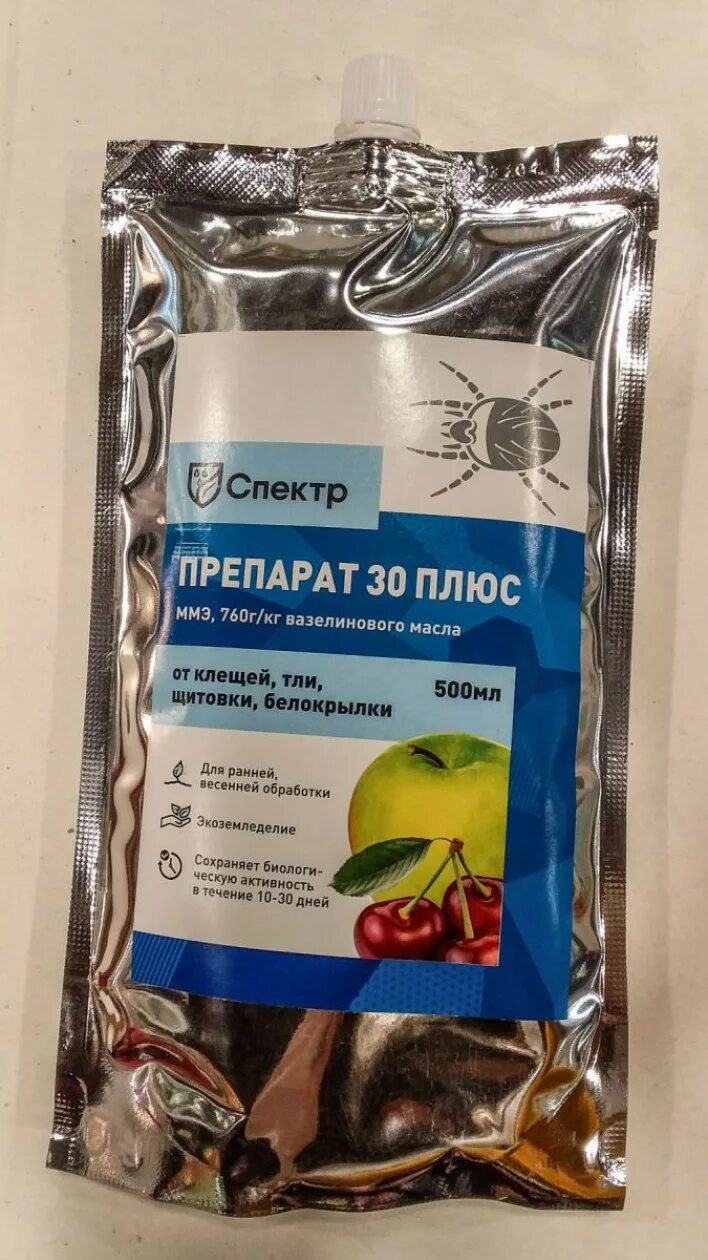 Спектр
ПРЕПАРАТ 30 ПЛЮС
ММЭ, 760г/кг вазелинового масла
от клещей, тли,
щитовки, белокрылки
500мл
Для ранней,
весенней обработки
Экоземледелие
Сохраняет биологи-
ческую активность
в течение 10-30 дней